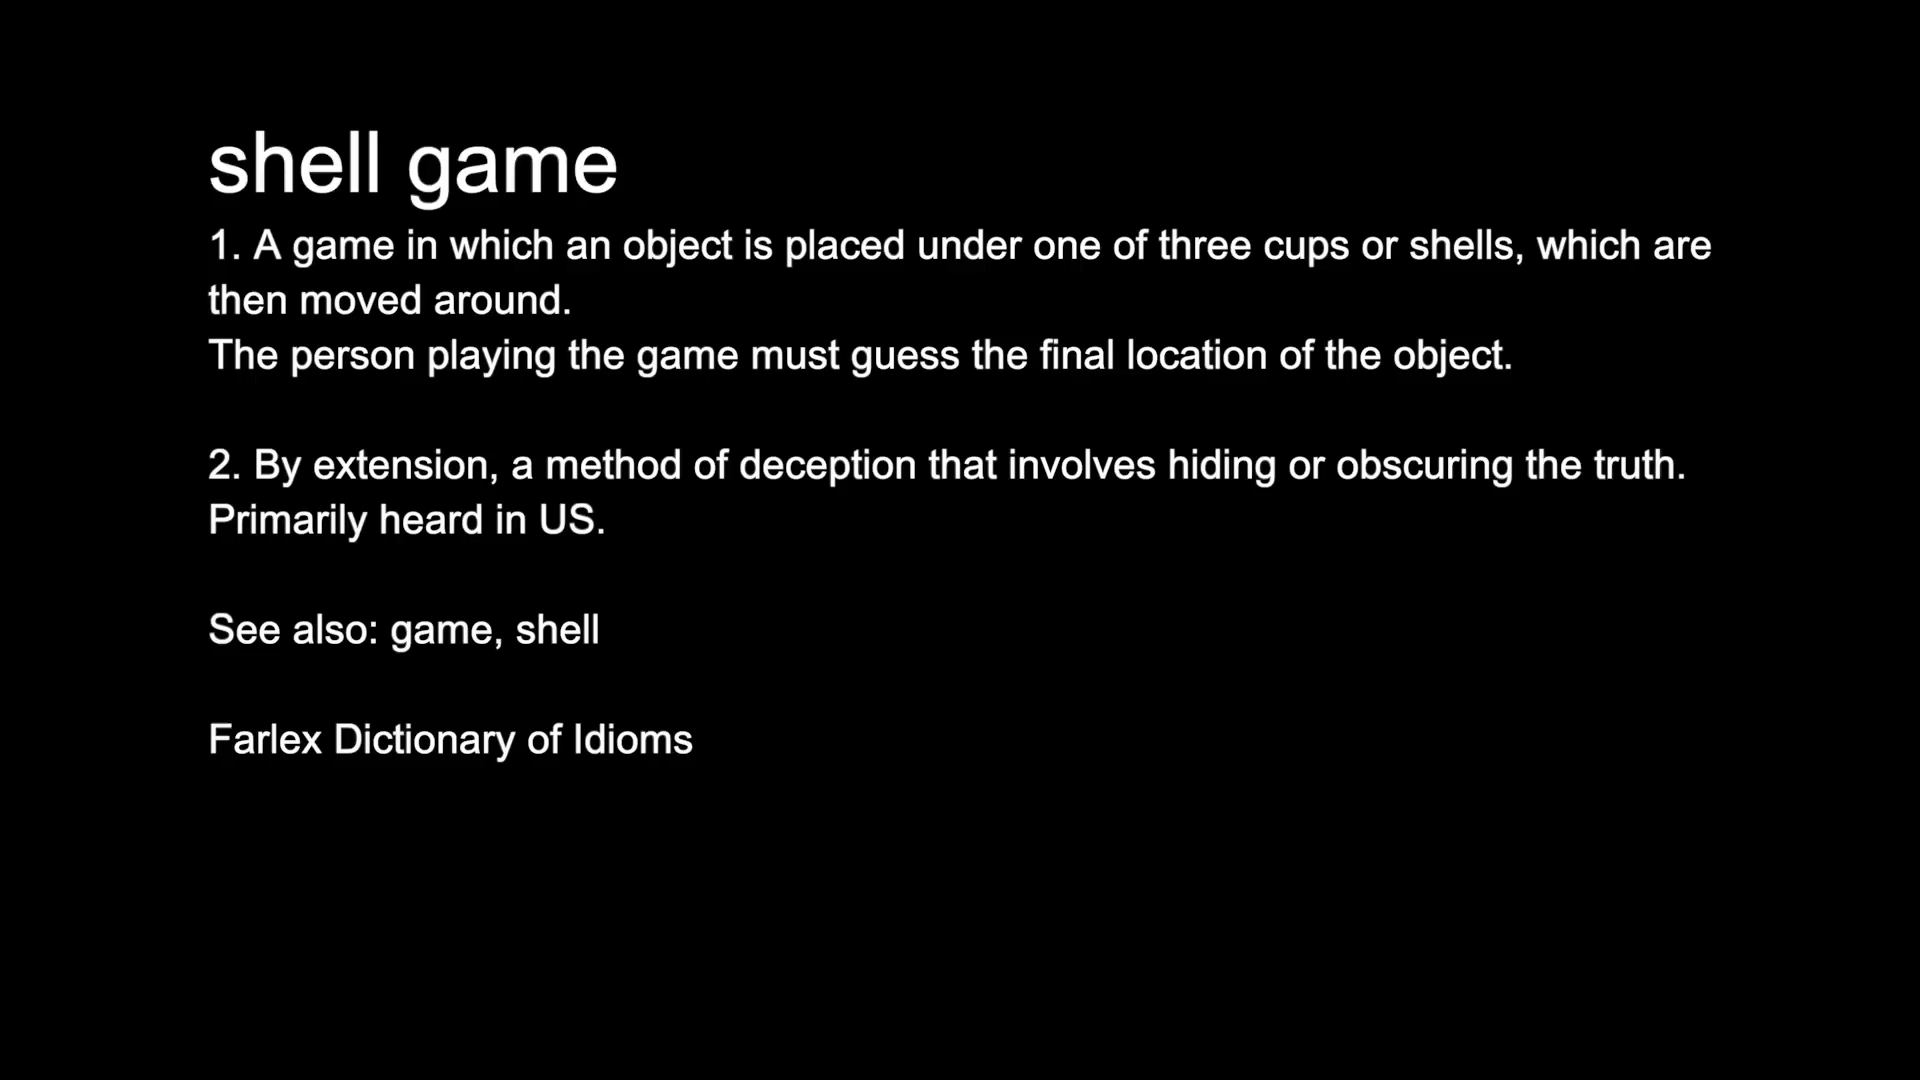 shell game
1. A game in which an object is placed under one of three cups or shells, which are
then moved around.
The person playing the game must guess the final location of the object.
2. By extension, a method of deception that involves hiding or obscuring the truth.
Primarily heard in US.
See also: game, shell
Farlex Dictionary of Idioms